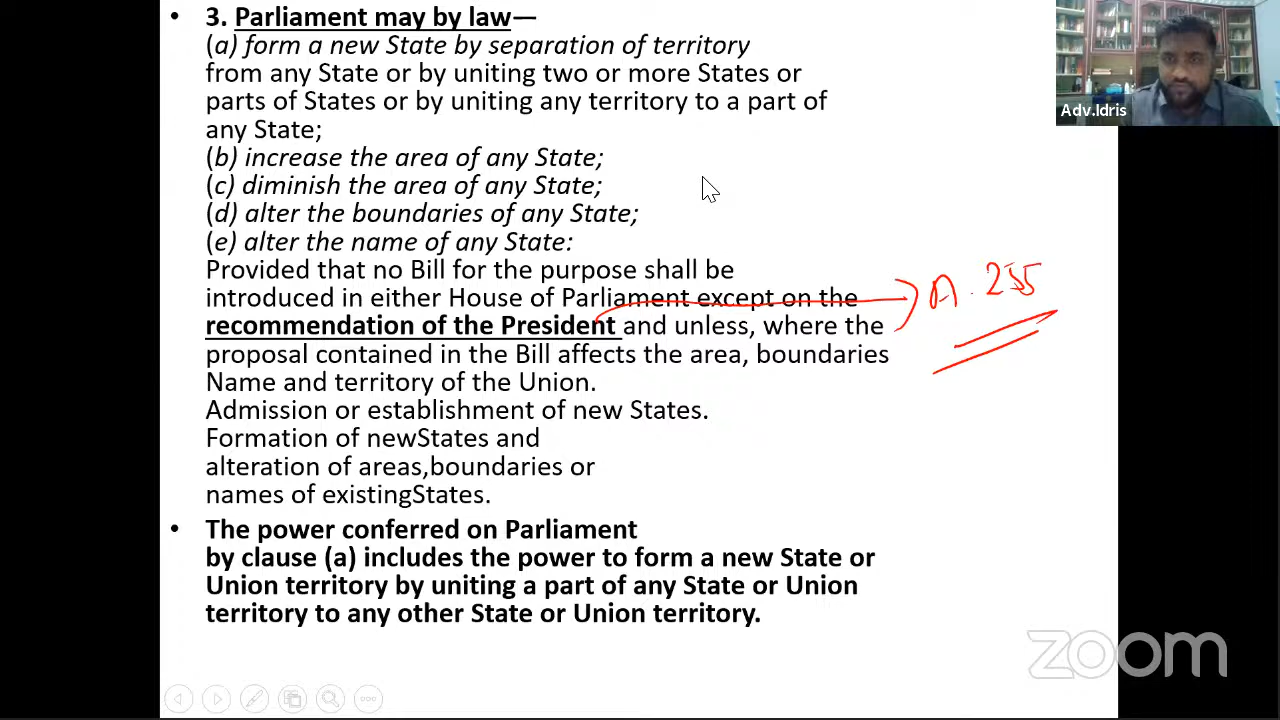 • 3. Parliament may by law—
(a) form a new State by separation of territory
from any State or by uniting two or more States or
parts of States or by uniting any territory to a part of
any State;
(b) increase the area of any State;
(c) diminish the area of any State;
(d) alter the boundaries of any State;
(e) alter the name of any State:
Provided that no Bill for the purpose shall be
introduced in either House of Parliament except on the
recommendation of the President and unless, where the
proposal contained in the Bill affects the area, boundaries
Name and territory of the Union.
Admission or establishment of new States.
Formation of newStates and
alteration of areas,boundaries or
names of existingStates.
• The power conferred on Parliament
by clause (a) includes the power to form a new State or
Union territory by uniting a part of any State or Union
territory to any other State or Union territory.
A. 255
Adv.Idris
zoom